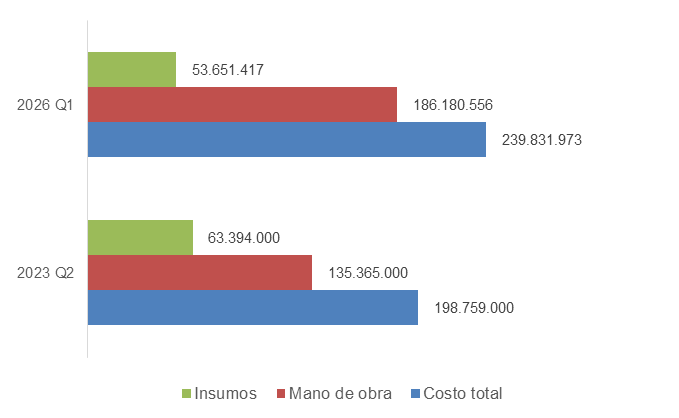 53.651.417
2026 Q1
186.180.556
239.831.973
63.394.000
2023 Q2
135.365.000
198.759.000
Insumos Mano de obra Costo total